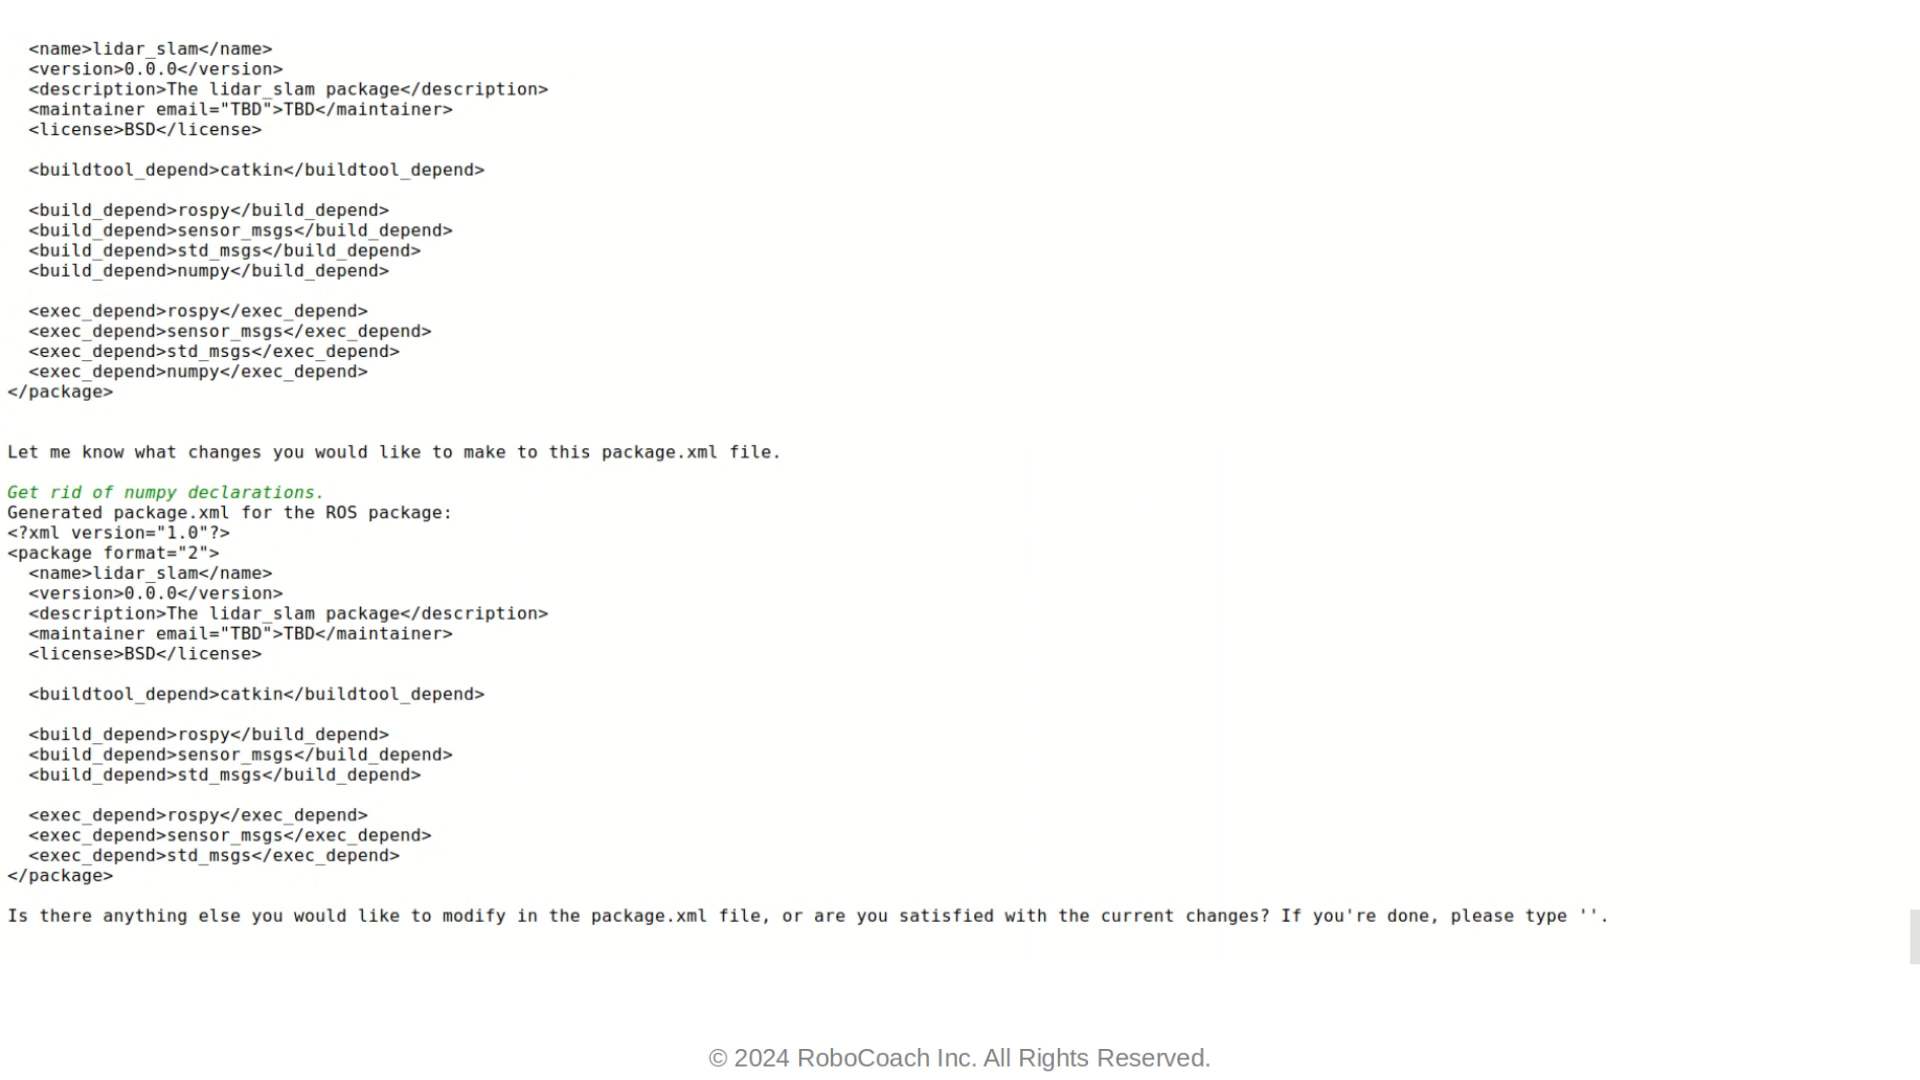 <name>lidar_slam</name>
<version>0.0.0</version>
<description>The lidar_slam package</description>
<maintainer email="TBD">TBD</maintainer>
<license>BSD</license>
<buildtool_depend>catkin</buildtool_depend>
<build_depend>rospy</build_depend>
<build_depend>sensor_msgs</build_depend>
<build_depend>std_msgs</build_depend>
<build_depend>numpy</build_depend>
<exec_depend>rospy</exec_depend>
<exec_depend>sensor_msgs</exec_depend>
<exec_depend>std_msgs</exec_depend>
<exec_depend>numpy</exec_depend>
</package>
Let me know what changes you would like to make to this package.xml file.
Get rid of numpy declarations.
Generated package.xml for the ROS package:
<?xml version="1.0"?>
<package format="2">
<name>lidar_slam</name>
<version>0.0.0</version>
<description>The lidar_slam package</description>
<maintainer email="TBD">TBD</maintainer>
<license>BSD</license>
<buildtool_depend>catkin</buildtool_depend>
<build_depend>rospy</build_depend>
<build_depend>sensor_msgs</build_depend>
<build_depend>std_msgs</build_depend>
<exec_depend>rospy</exec_depend>
<exec_depend>sensor_msgs</exec_depend>
<exec_depend>std_msgs</exec_depend>
</package>
Is there anything else you would like to modify in the package.xml file, or are you satisfied with the current changes? If you're done, please type ''.
© 2024 RoboCoach Inc. All Rights Reserved.